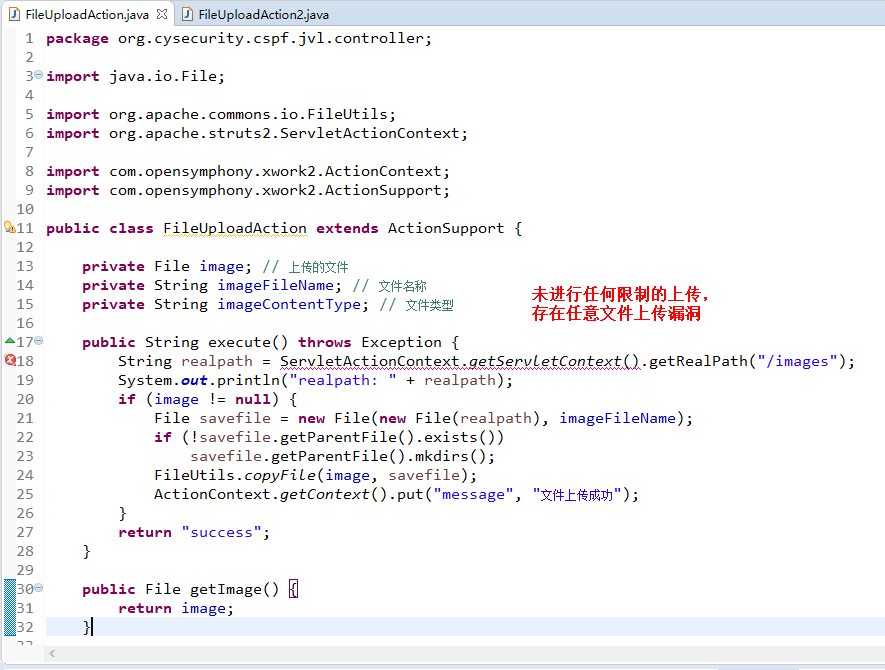 FileUploadAction.java FileUploadAction2.java
1 package org.cysecurity.cspf.jvl.controller;
2
3 import java.io.File;
4
5 import org.apache.commons.io.FileUtils;
6 import org.apache.struts2.ServletActionContext;
7
8 import com.opensymphony.xwork2.ActionContext;
9 import com.opensymphony.xwork2.ActionSupport;
10
11 public class FileUploadAction extends ActionSupport {
12
13 private File image; // 上传的文件
14 private String imageFileName; // 文件名称
15 private String imageContentType; // 文件类型
未进行任何限制的上传，
存在任意文件上传漏洞
16
17 public String execute() throws Exception {
18 String realpath = ServletActionContext.getServletContext().getRealPath("/images");
19 System.out.println("realpath: " + realpath);
20 if (image != null) {
21 File savefile = new File(new File(realpath), imageFileName);
22 if (!savefile.getParentFile().exists())
23 savefile.getParentFile().mkdirs();
24 FileUtils.copyFile(image, savefile);
25 ActionContext.getContext().put("message", "文件上传成功");
26 }
27 return "success";
28 }
29
30 public File getImage() {
31 return image;
32 }